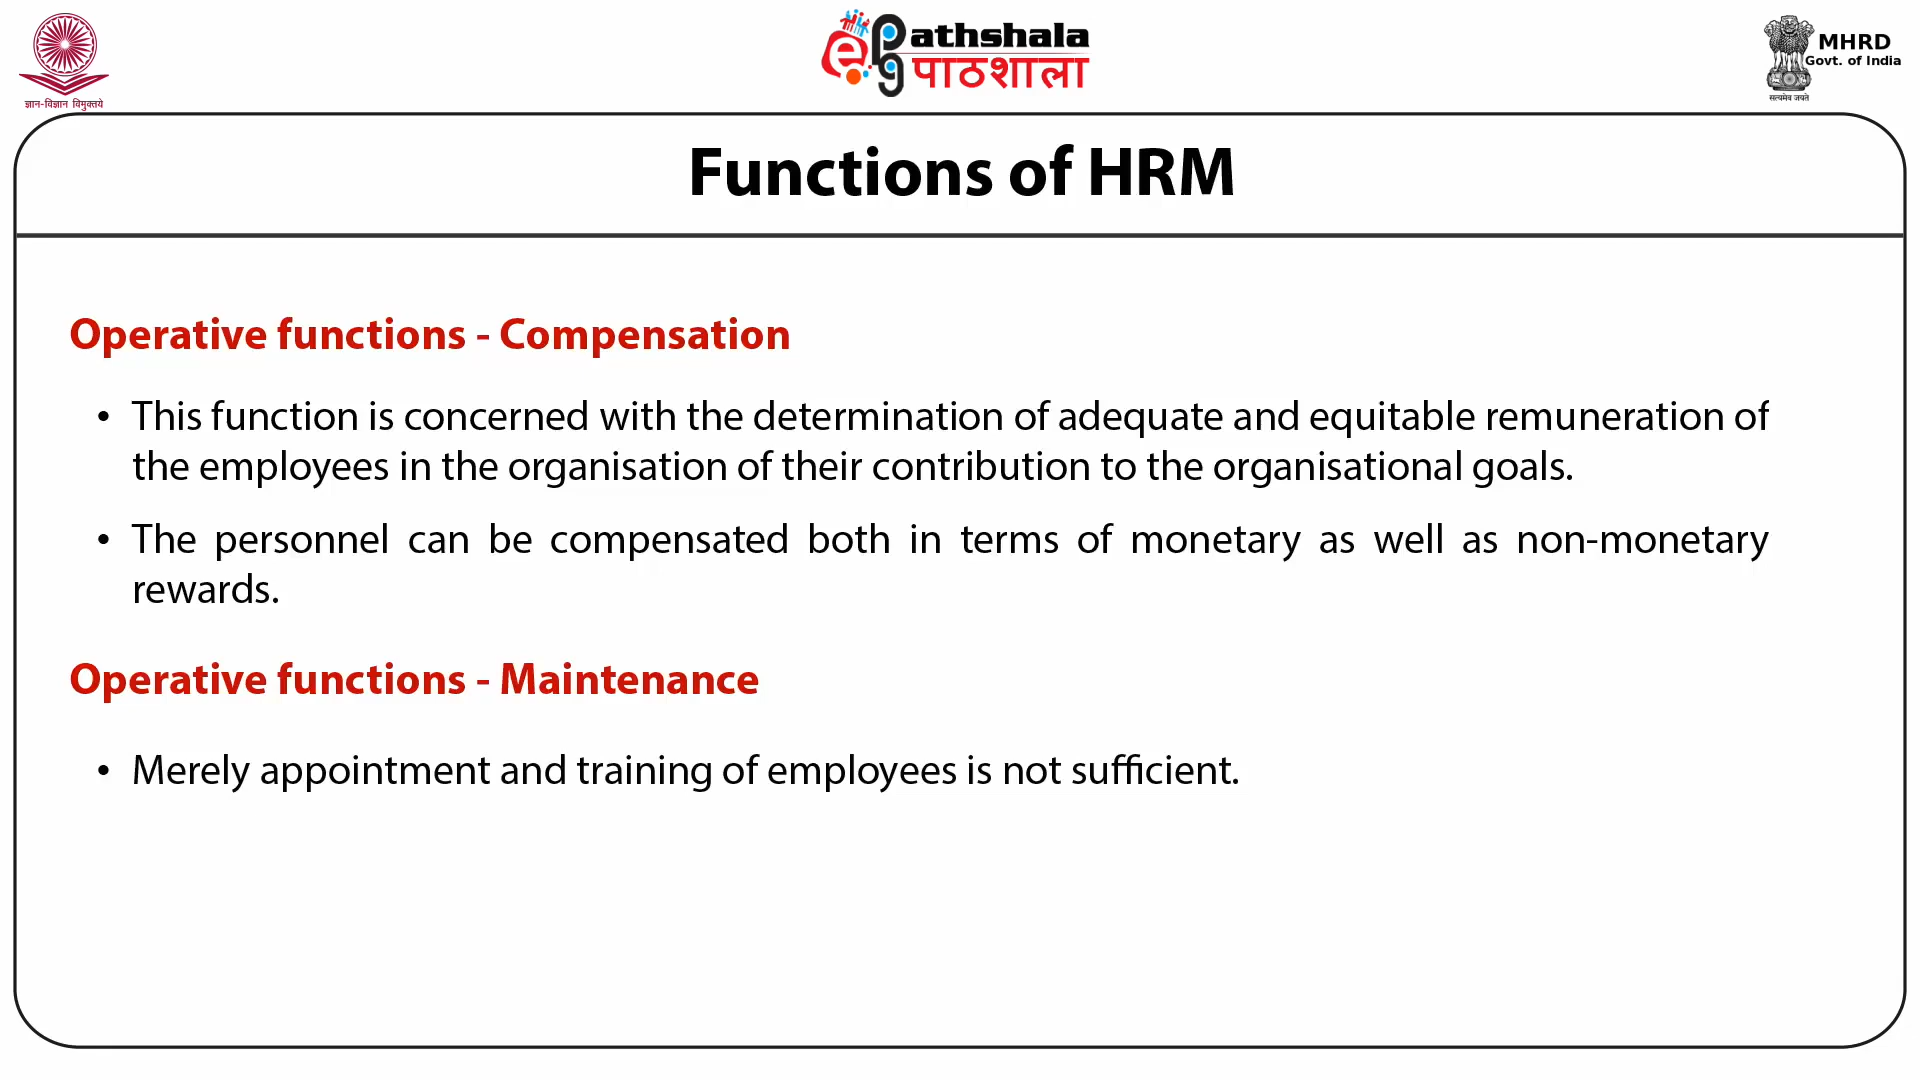 ज्ञान-विज्ञान विमुक्तये
ePG Pathshala
पाठशाला
MHRD
Govt. of India
सत्यमेव जयते
Functions of HRM
Operative functions - Compensation
• This function is concerned with the determination of adequate and equitable remuneration of
the employees in the organisation of their contribution to the organisational goals.
• The personnel can be compensated both in terms of monetary as well as non-monetary
rewards.
Operative functions - Maintenance
• Merely appointment and training of employees is not sufficient.